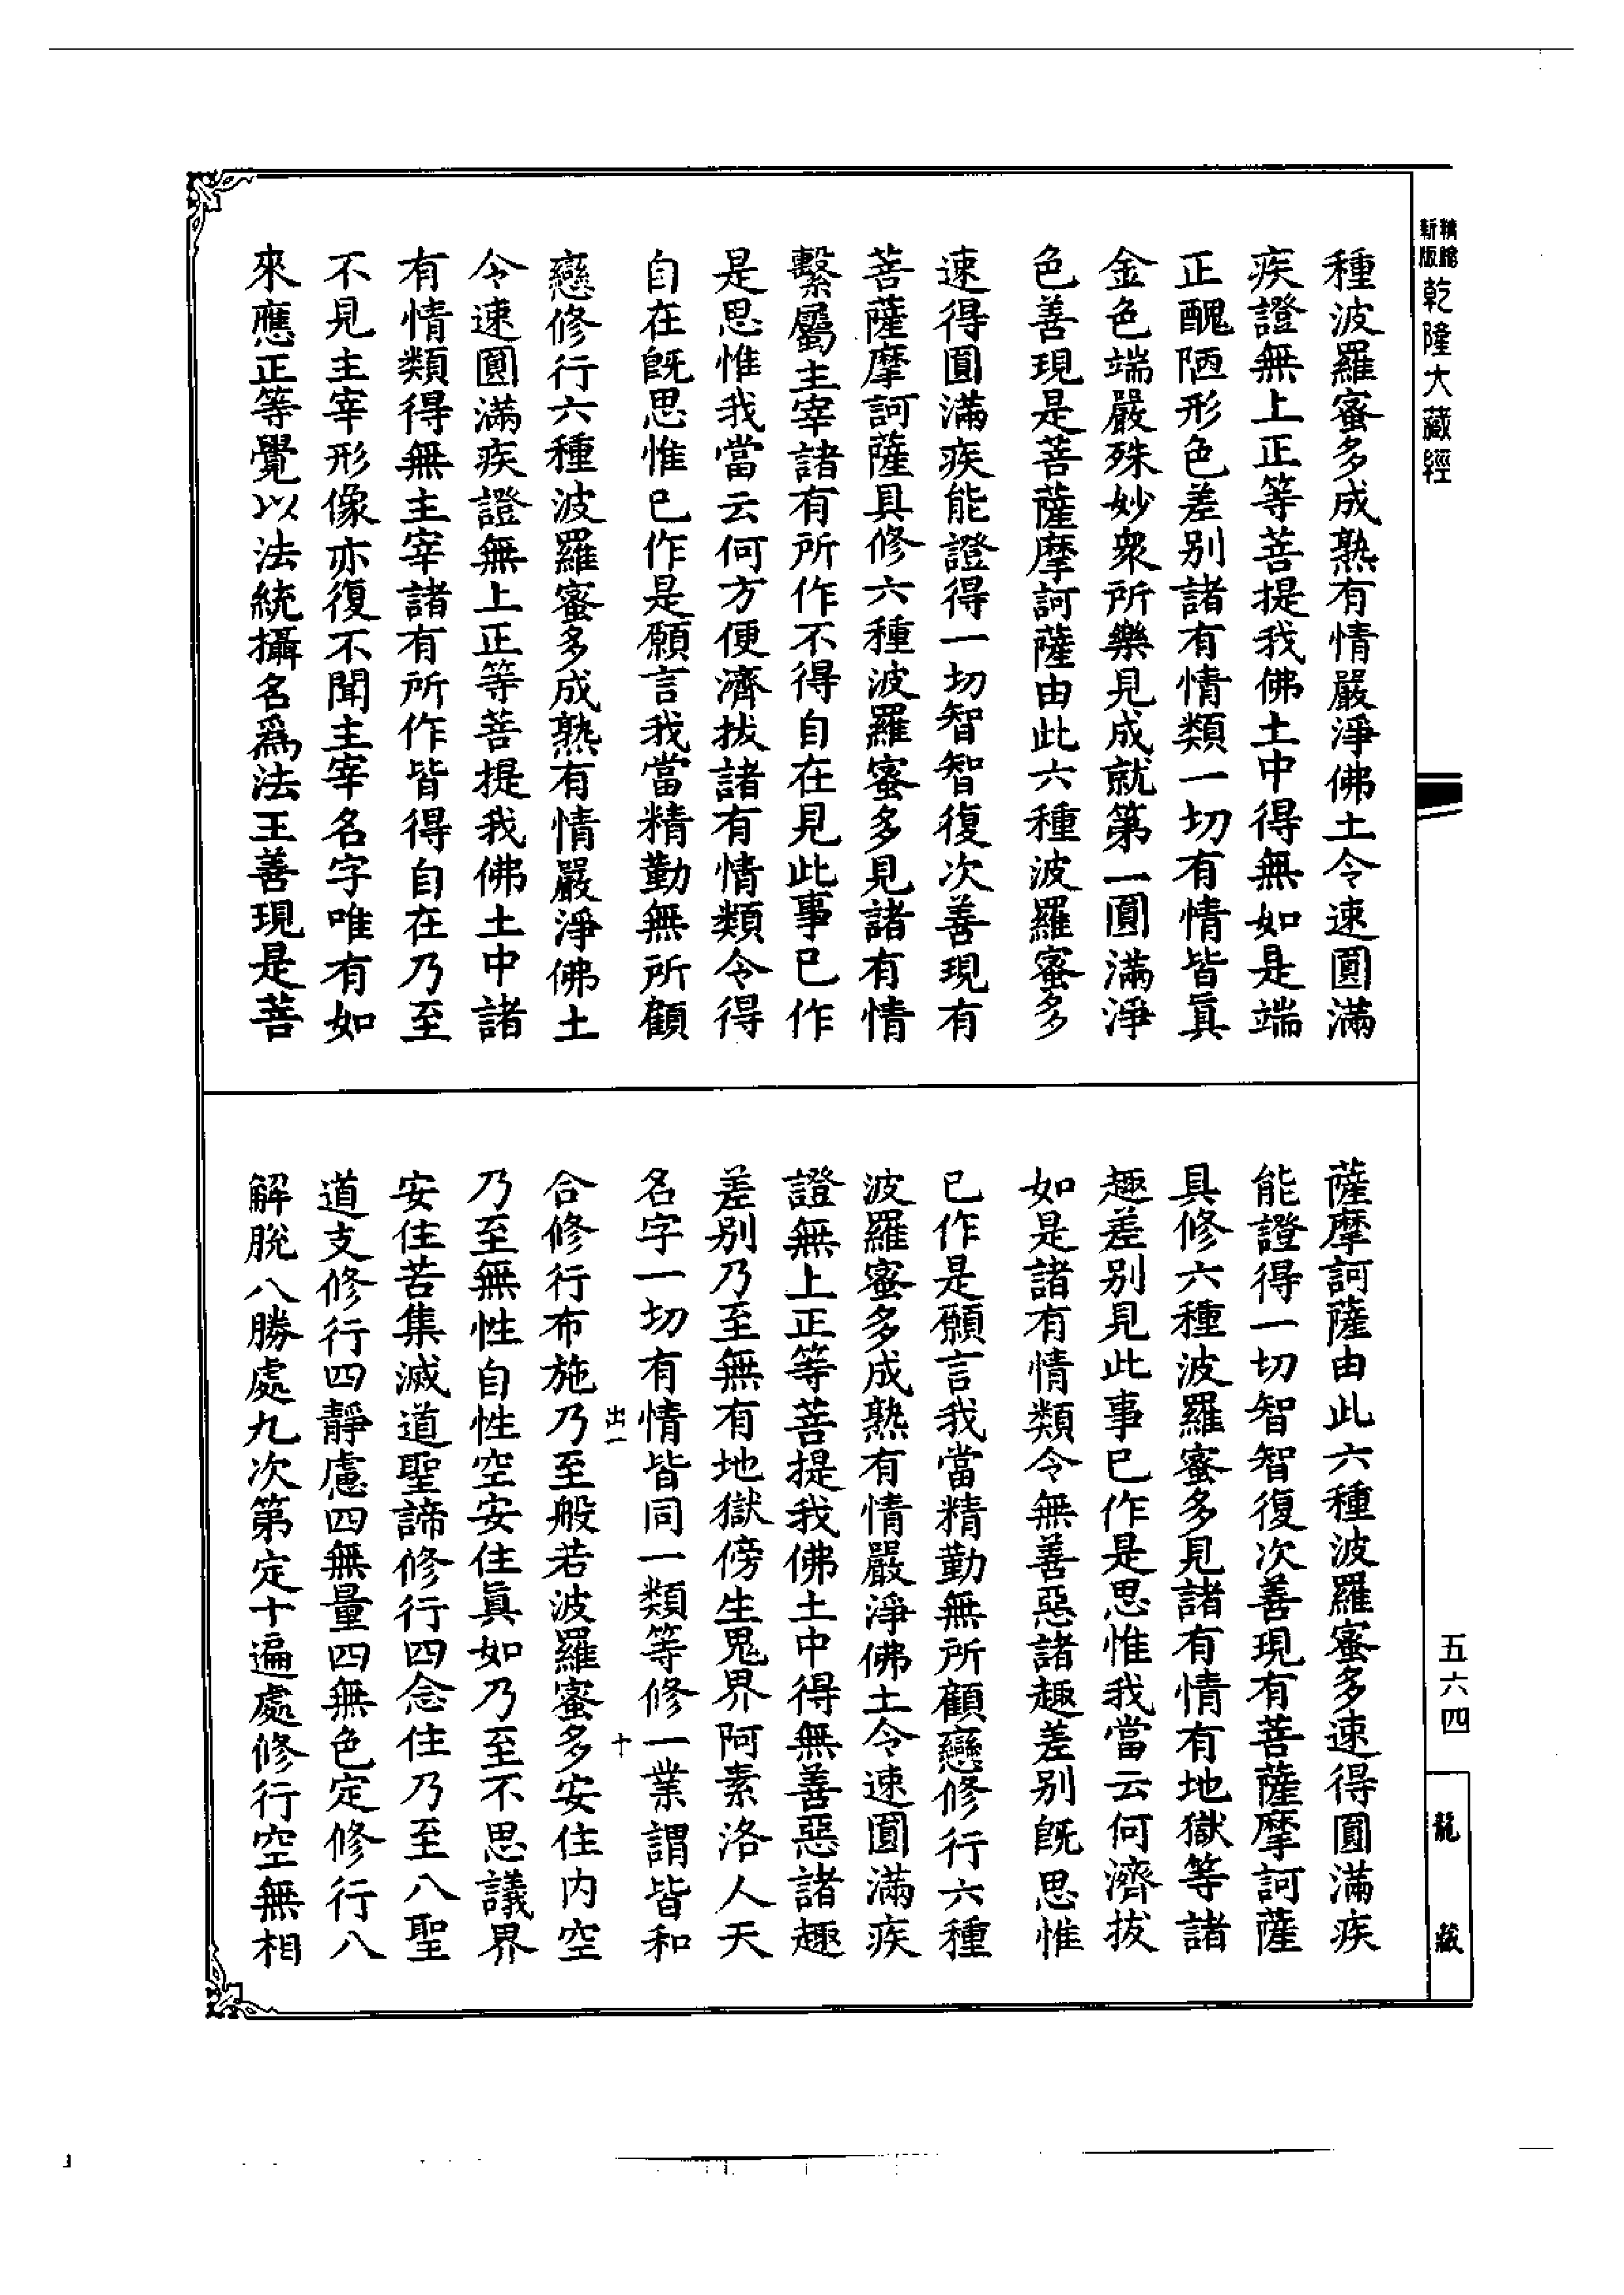 精縮
新版
乾隆大藏經
種波羅蜜多成熟有情嚴淨佛土令速圓滿
疾證無上正等菩提我佛土中得無如是端
正醜陋形色差別諸有情類一切有情皆眞
金色端嚴殊妙衆所樂見成就第一圓滿淨
色善現是菩薩摩訶薩由此六種波羅蜜多
速得圓滿疾能證得一切智智復次善現有
菩薩摩訶薩具修六種波羅蜜多見諸有情
繫屬主宰諸有所作不得自在見此事已作
是思惟我當云何方便濟拔諸有情類令得
自在既思惟已作是願言我當精勤無所顧
戀修行六種波羅蜜多成熟有情嚴淨佛土
令速圓滿疾證無上正等菩提我佛土中諸
有情類得無主宰諸有所作皆得自在乃至
不見主宰形像亦復不聞主宰名字唯有如
來應正等覺以法統攝名爲法王善現是菩
薩摩訶薩由此六種波羅蜜多速得圓滿疾
能證得一切智智復次善現有菩薩摩訶薩
具修六種波羅蜜多見諸有情有地獄等諸
趣差別見此事已作是思惟我當云何濟拔
如是諸有情類令無善惡諸趣差別既思惟
已作是願言我當精勤無所顧戀修行六種
波羅蜜多成熟有情嚴淨佛土令速圓滿疾
證無上正等菩提我佛土中得無善惡諸趣
差別乃至無有地獄傍生鬼界阿素洛人天
名字一切有情皆同一類等修一業謂皆和
出一
十
合修行布施乃至般若波羅蜜多安住内空
乃至無性自性空安住眞如乃至不思議界
安住苦集滅道聖諦修行四念住乃至八聖
道支修行四靜慮四無量四無色定修行八
解脫八勝處九次第定十遍處修行空無相
五六四
龍藏